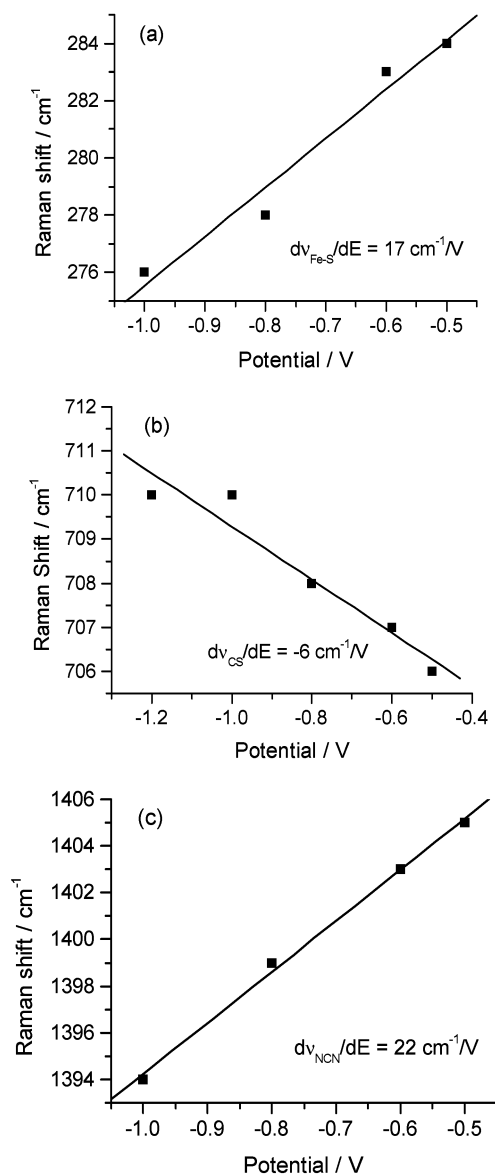 (a)
284
282
280
278
276
Raman shift / cm⁻¹
dν_Fe-S/dE = 17 cm⁻¹/V
-1.0 -0.9 -0.8 -0.7 -0.6 -0.5
Potential / V
(b)
712
711
710
709
708
707
706
Raman Shift / cm⁻¹
dν_CS/dE = -6 cm⁻¹/V
-1.2 -1.0 -0.8 -0.6 -0.4
Potential / V
(c)
1406
1404
1402
1400
1398
1396
1394
Raman shift / cm⁻¹
dν_NCN/dE = 22 cm⁻¹/V
-1.0 -0.9 -0.8 -0.7 -0.6 -0.5
Potential / V